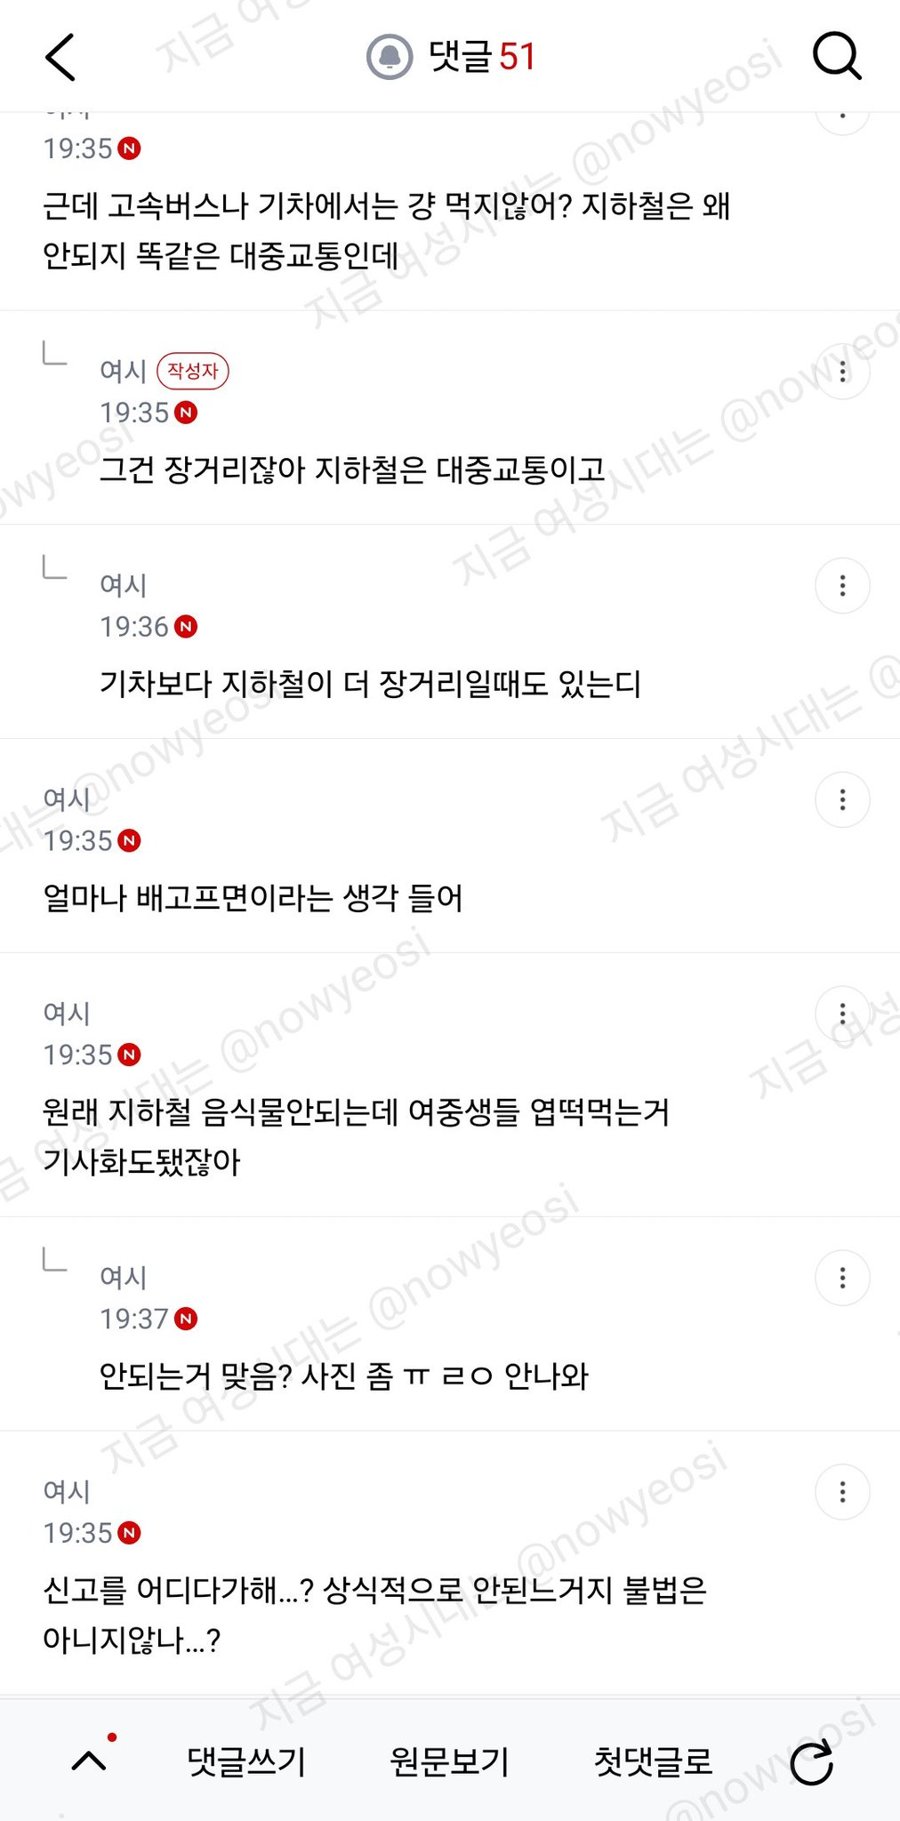 댓글 51
여시
19:35 N
근데 고속버스나 기차에서는 걍 먹지않어? 지하철은 왜
안되지 똑같은 대중교통인데
여시 작성자
19:35 N
그건 장거리잖아 지하철은 대중교통이고
여시
19:36 N
기차보다 지하철이 더 장거리일때도 있는디
여시
19:35 N
얼마나 배고프면이라는 생각 들어
여시
19:35 N
원래 지하철 음식물안되는데 여중생들 엽떡먹는거
기사화도됐잖아
여시
19:37 N
안되는거 맞음? 사진 좀 ㅠ ㄹㅇ 안나와
여시
19:35 N
신고를 어디다가해...? 상식적으로 안된느거지 불법은
아니지않나...?
댓글쓰기 원문보기 첫댓글로
지금 여성시대는 @nowyeosi